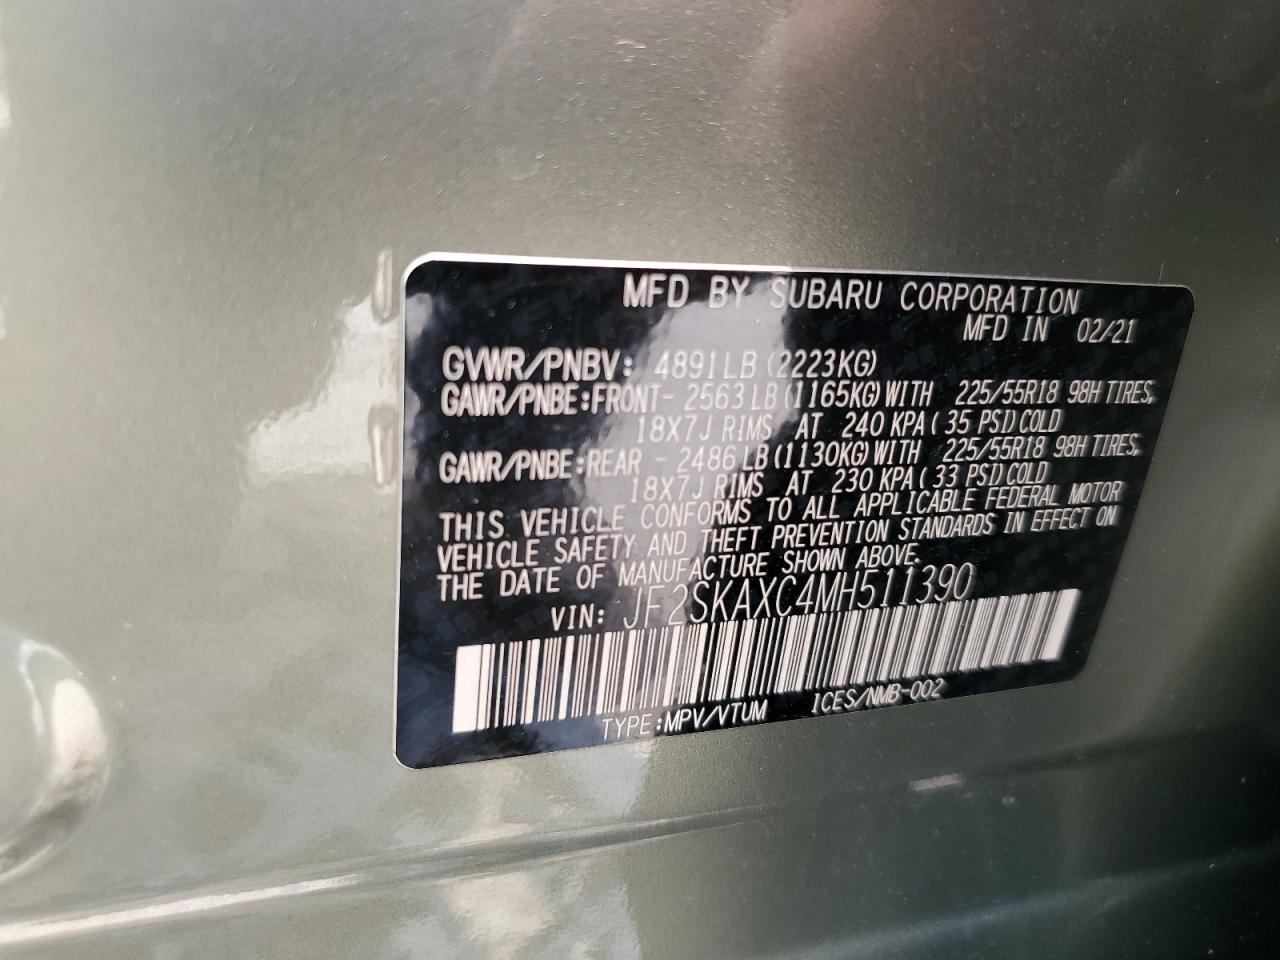 MFD BY SUBARU CORPORATION
MFD IN 02/21
GVWR/PNBV: 4891LB (2223KG)
GAWR/PNBE:FRONT- 2563 LB (1165KG) WITH 225/55R18 98H TIRES,
18X7J RIMS AT 240 KPA ( 35 PSI) COLD
GAWR/PNBE:REAR - 2486 LB (1130KG) WITH 225/55R18 98H TIRES,
18X7J RIMS AT 230 KPA ( 33 PSI) COLD
THIS VEHICLE CONFORMS TO ALL APPLICABLE FEDERAL MOTOR
VEHICLE SAFETY AND THEFT PREVENTION STANDARDS IN EFFECT ON
THE DATE OF MANUFACTURE SHOWN ABOVE.
VIN: JF2SKAXC4MH511390
TYPE:MPV/VTUM ICES/NMB-002